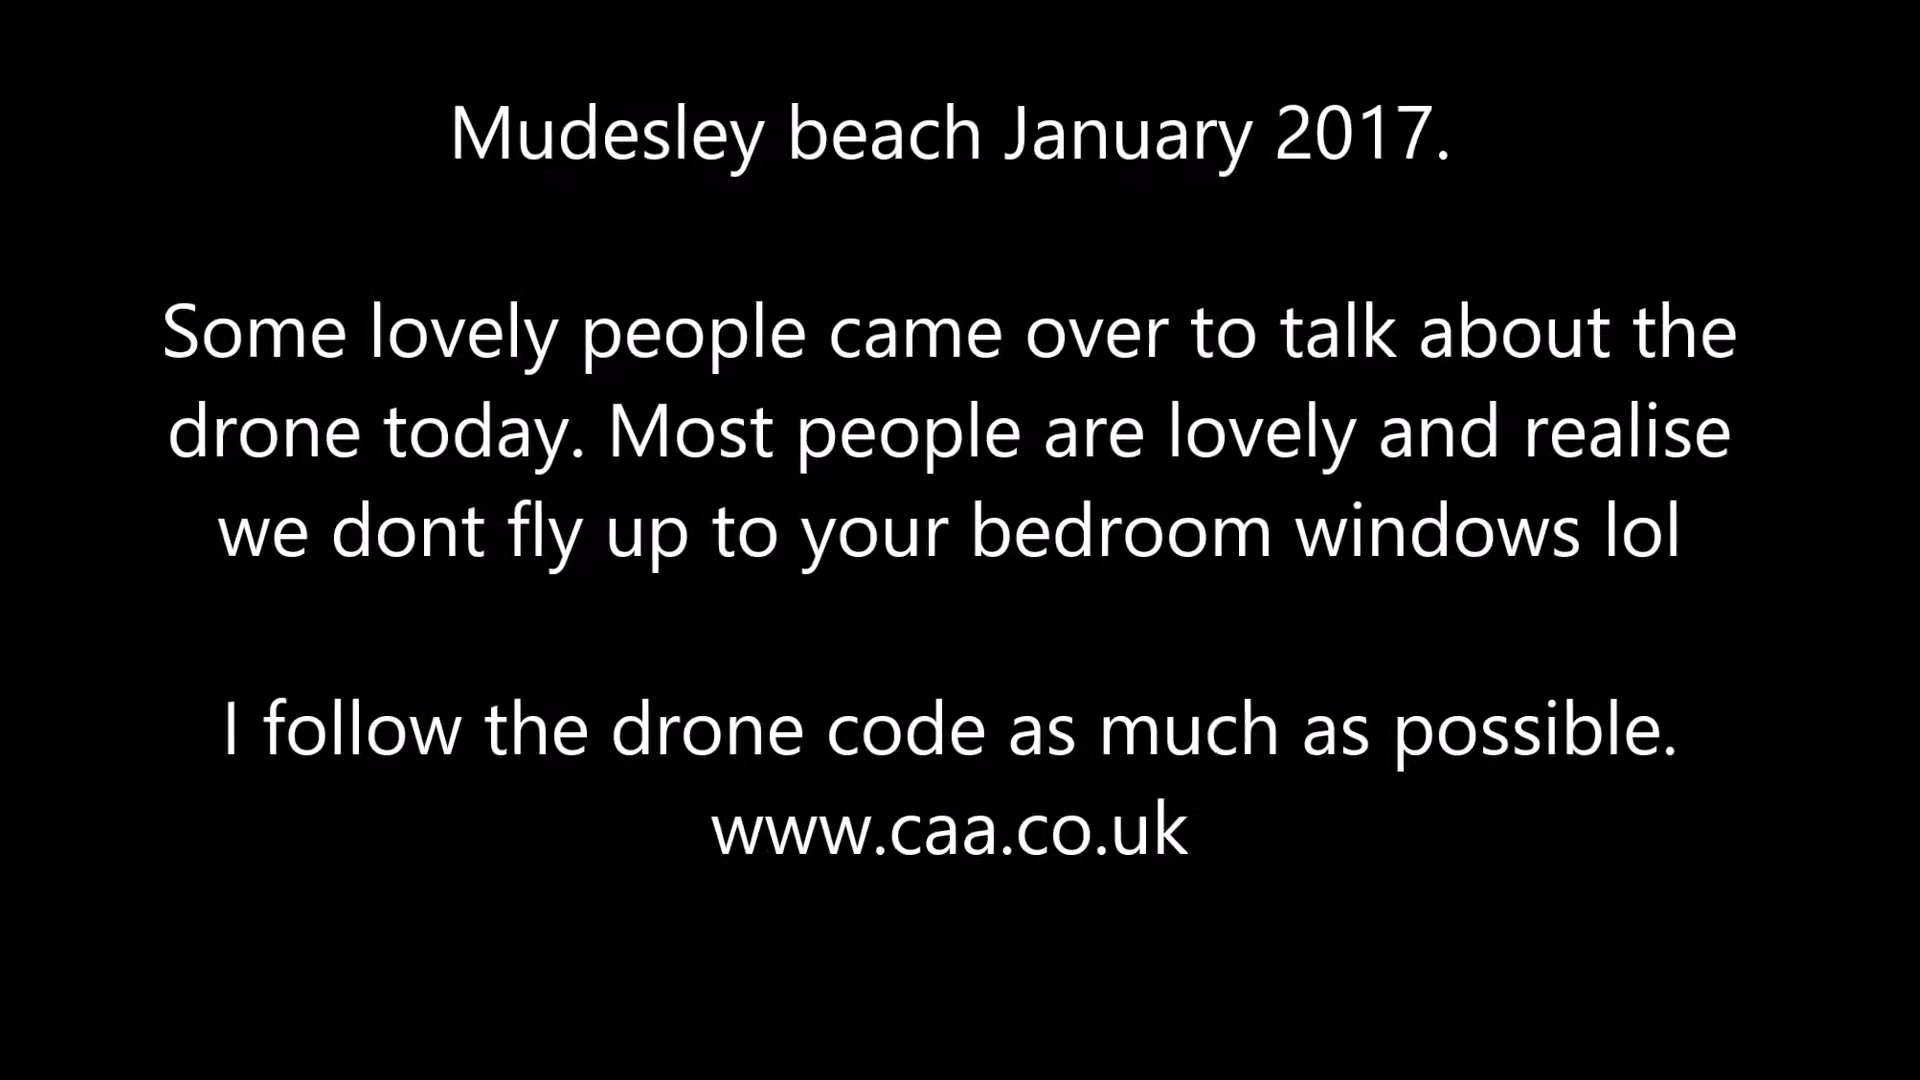 Mudesley beach January 2017.
Some lovely people came over to talk about the
drone today. Most people are lovely and realise
we dont fly up to your bedroom windows lol
I follow the drone code as much as possible.
www.caa.co.uk